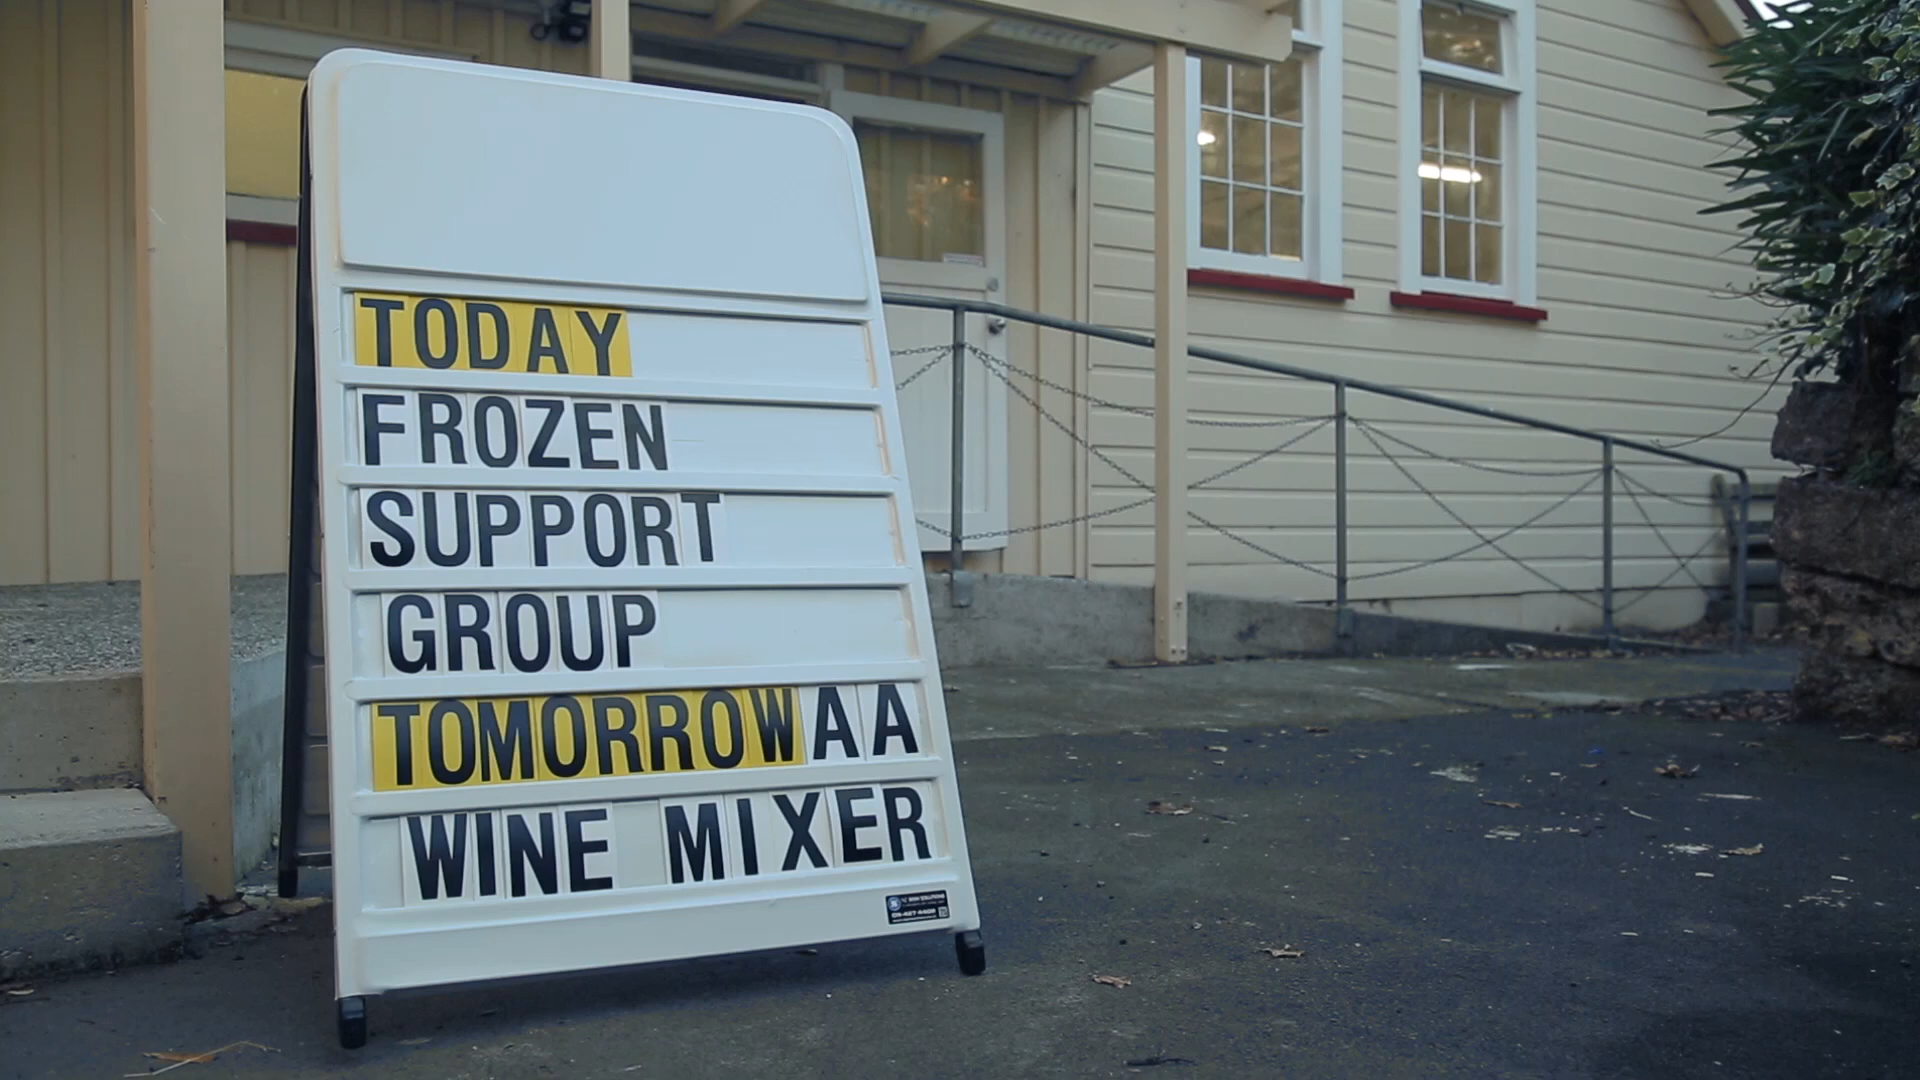 TODAY
FROZEN
SUPPORT
GROUP
TOMORROW AA
WINE MIXER